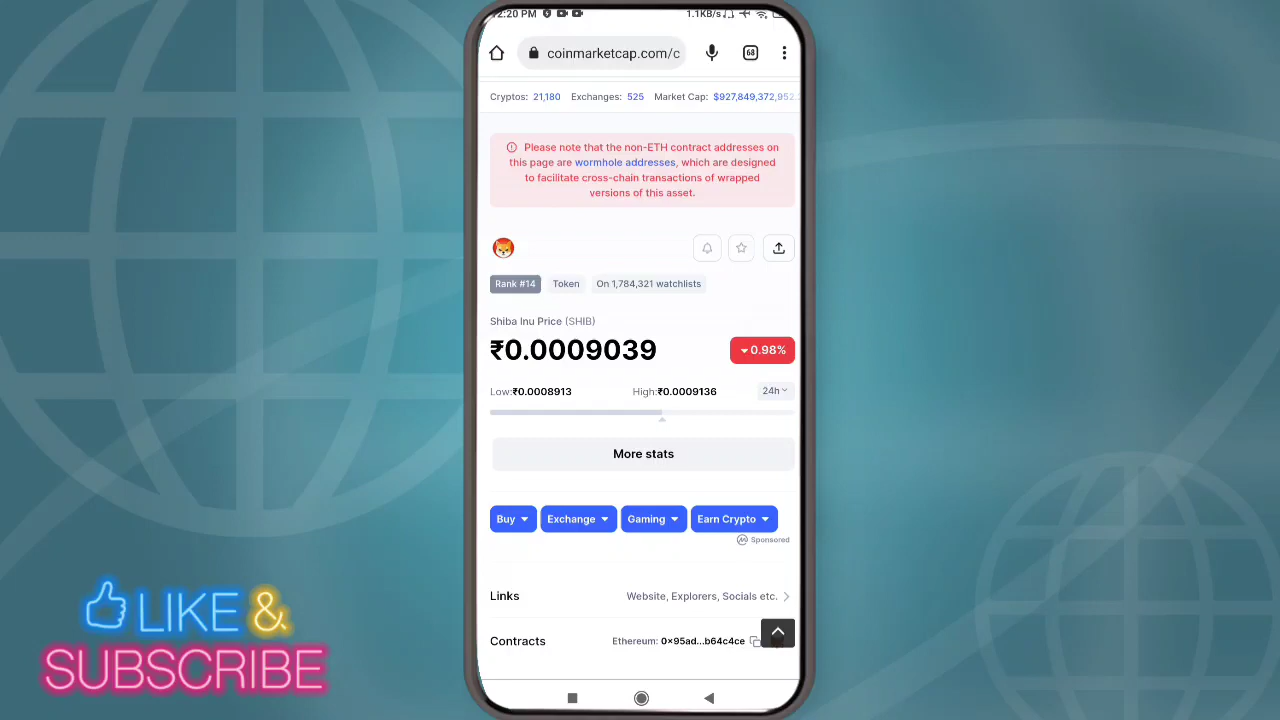 12:20 PM
1.1KB/s
coinmarketcap.com/c
68
Cryptos: 21,180 Exchanges: 525 Market Cap: $927,849,372,952.
Please note that the non-ETH contract addresses on
this page are wormhole addresses, which are designed
to facilitate cross-chain transactions of wrapped
versions of this asset.
Rank #14 Token On 1,784,321 watchlists
Shiba Inu Price (SHIB)
₹0.0009039 0.98%
Low:₹0.0008913 High:₹0.0009136 24h
More stats
Buy Exchange Gaming Earn Crypto
Sponsored
Links Website, Explorers, Socials etc.
Contracts Ethereum: 0x95ad...b64c4ce
LIKE &
SUBSCRIBE